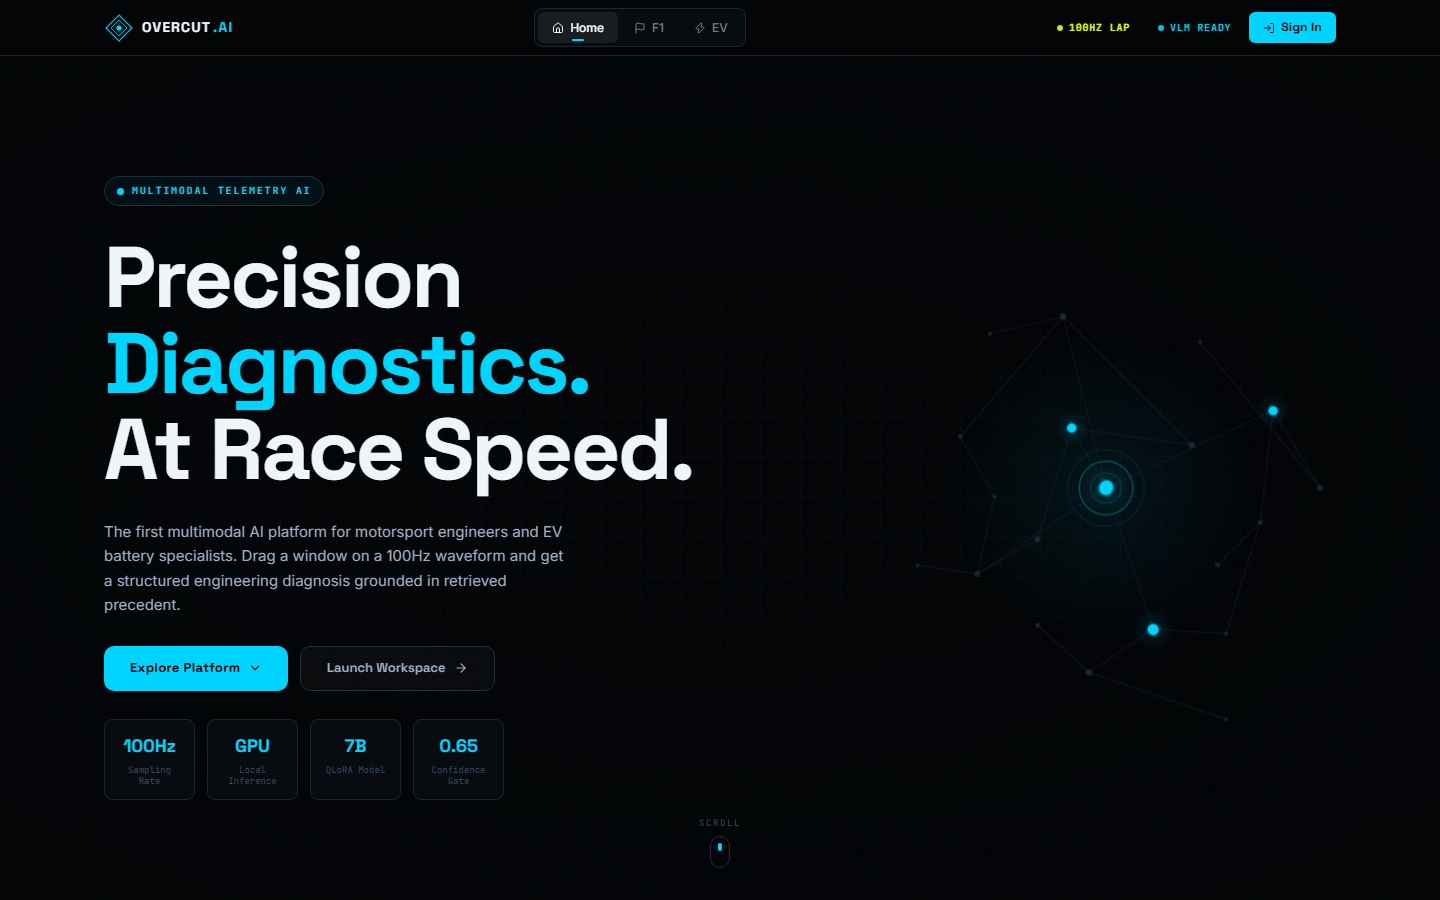 OVERCUT.AI
Home
F1
EV
100HZ LAP
VLM READY
Sign In
MULTIMODAL TELEMETRY AI
Precision
Diagnostics.
At Race Speed.
The first multimodal AI platform for motorsport engineers and EV
battery specialists. Drag a window on a 100Hz waveform and get
a structured engineering diagnosis grounded in retrieved
precedent.
Explore Platform
Launch Workspace
100Hz
Sampling
Rate
GPU
Local
Inference
7B
QLoRA Model
0.65
Confidence
Gate
SCROLL